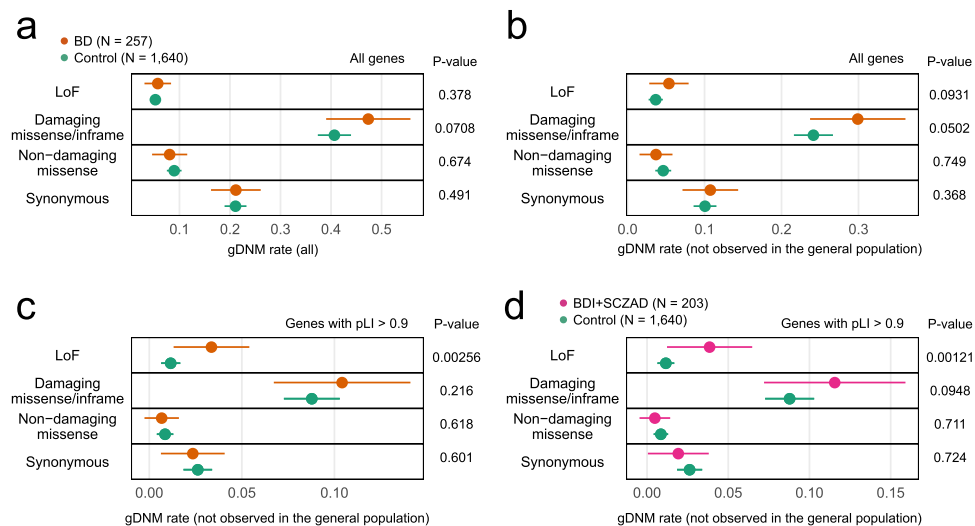 a
BD (N = 257)
Control (N = 1,640)
All genes
P-value
LoF
0.378
Damaging
missense/inframe
0.0708
Non−damaging
missense
0.674
Synonymous
0.491
0.1 0.2 0.3 0.4 0.5
gDNM rate (all)
b
All genes
P-value
LoF
0.0931
Damaging
missense/inframe
0.0502
Non−damaging
missense
0.749
Synonymous
0.368
0.0 0.1 0.2 0.3
gDNM rate (not observed in the general population)
c
Genes with pLI > 0.9
P-value
LoF
0.00256
Damaging
missense/inframe
0.216
Non−damaging
missense
0.618
Synonymous
0.601
0.00 0.05 0.10
gDNM rate (not observed in the general population)
d
BDI+SCZAD (N = 203)
Control (N = 1,640)
Genes with pLI > 0.9
P-value
LoF
0.00121
Damaging
missense/inframe
0.0948
Non−damaging
missense
0.711
Synonymous
0.724
0.00 0.05 0.10 0.15
gDNM rate (not observed in the general population)